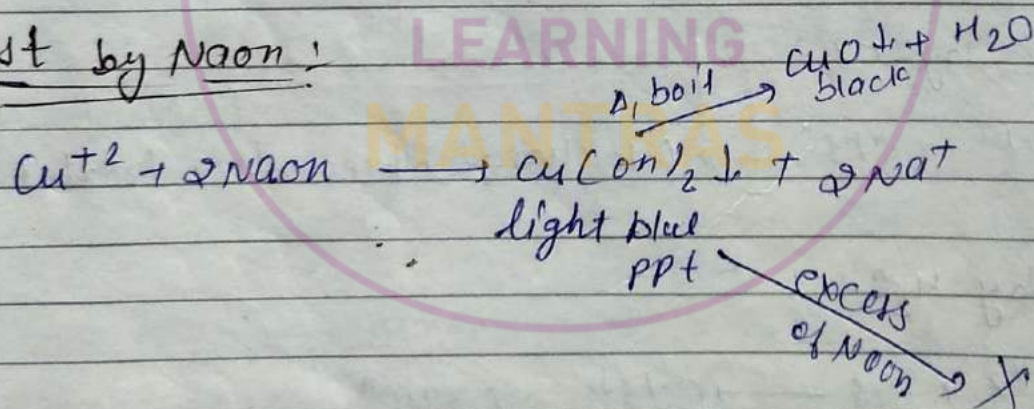 LEARNING
MANTRAS
st by NaOH :
Δ, boil
CuO↓ + H2O
black
Cu+2 + 2NaOH ⟶ Cu(OH)2↓ + 2Na+
light blue
ppt
excess
of NaOH
X